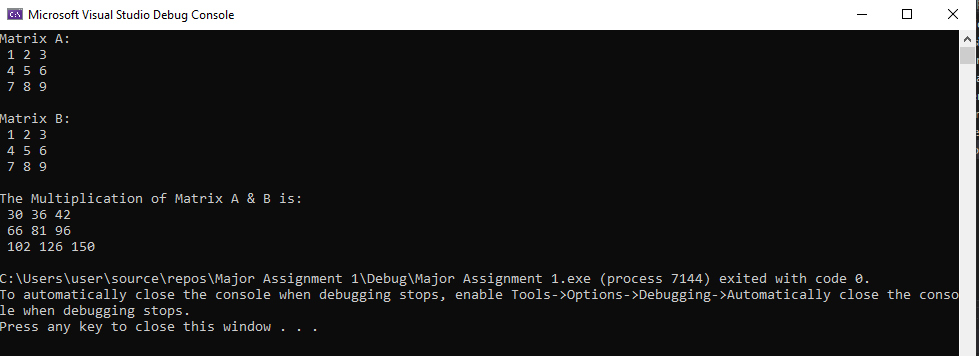 Microsoft Visual Studio Debug Console
Matrix A:
1 2 3
4 5 6
7 8 9
Matrix B:
1 2 3
4 5 6
7 8 9
The Multiplication of Matrix A & B is:
30 36 42
66 81 96
102 126 150
C:\Users\user\source\repos\Major Assignment 1\Debug\Major Assignment 1.exe (process 7144) exited with code 0.
To automatically close the console when debugging stops, enable Tools->Options->Debugging->Automatically close the conso
le when debugging stops.
Press any key to close this window . . .